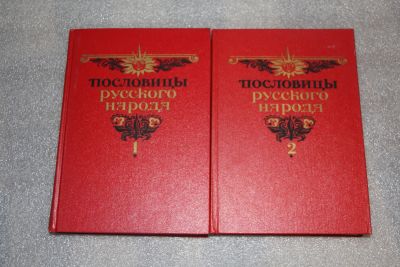 пословицы
русского
народа
1
пословицы
русского
народа
2